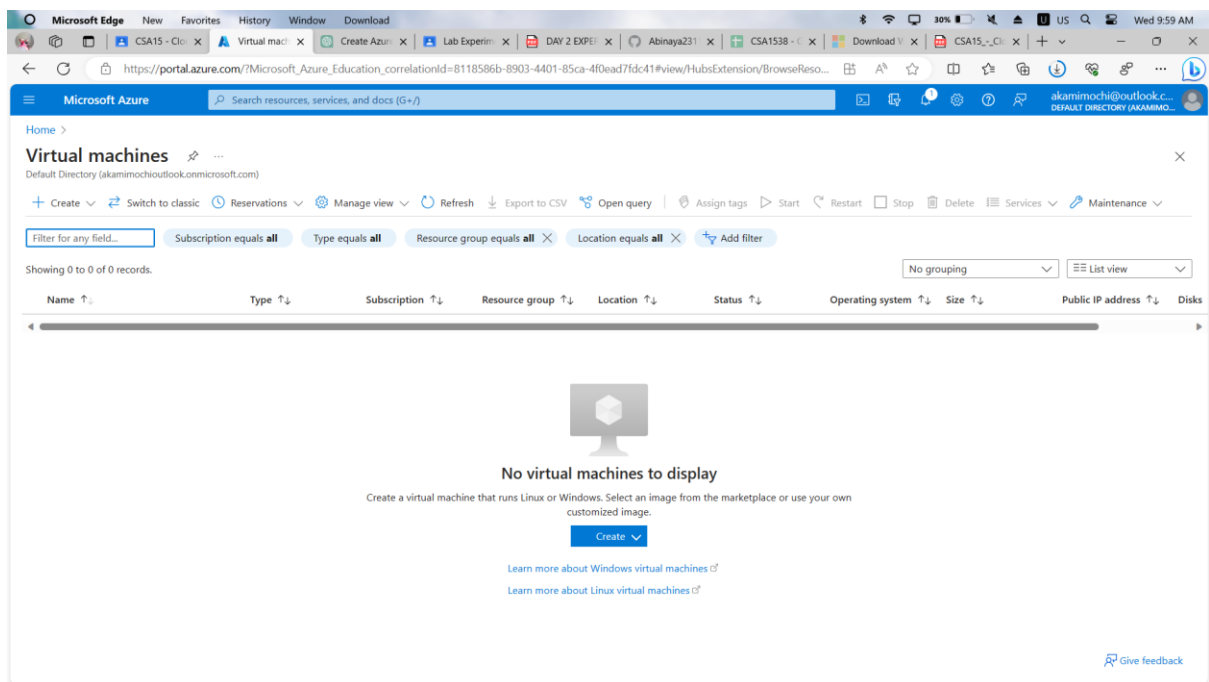 Microsoft Edge New Favorites History Window Download 30% US Wed 9:59 AM
CSA15 - Clo Virtual mach Create Azur Lab Experim DAY 2 EXPER Abinaya231 CSA1538 - C Download V CSA15_-_Cl
https://portal.azure.com/?Microsoft_Azure_Education_correlationId=8118586b-8903-4401-85ca-4f0ead7fdc41#view/HubsExtension/BrowseReso...
Microsoft Azure Search resources, services, and docs (G+/) 1 akamimochi@outlook.c...
DEFAULT DIRECTORY (AKAMIMO...
Home >
Virtual machines ...
Default Directory (akamimochioutlook.onmicrosoft.com)
+ Create Switch to classic Reservations Manage view Refresh Export to CSV Open query Assign tags Start Restart Stop Delete Services Maintenance
Filter for any field... Subscription equals all Type equals all Resource group equals all Location equals all Add filter
Showing 0 to 0 of 0 records. No grouping List view
Name ↑↓ Type ↑↓ Subscription ↑↓ Resource group ↑↓ Location ↑↓ Status ↑↓ Operating system ↑↓ Size ↑↓ Public IP address ↑↓ Disks
No virtual machines to display
Create a virtual machine that runs Linux or Windows. Select an image from the marketplace or use your own
customized image.
Create
Learn more about Windows virtual machines
Learn more about Linux virtual machines
Give feedback